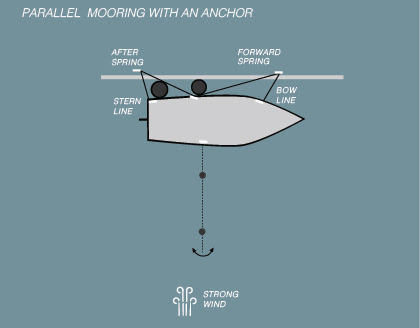 PARALLEL MOORING WITH AN ANCHOR
AFTER
SPRING
FORWARD
SPRING
STERN
LINE
BOW
LINE
STRONG
WIND